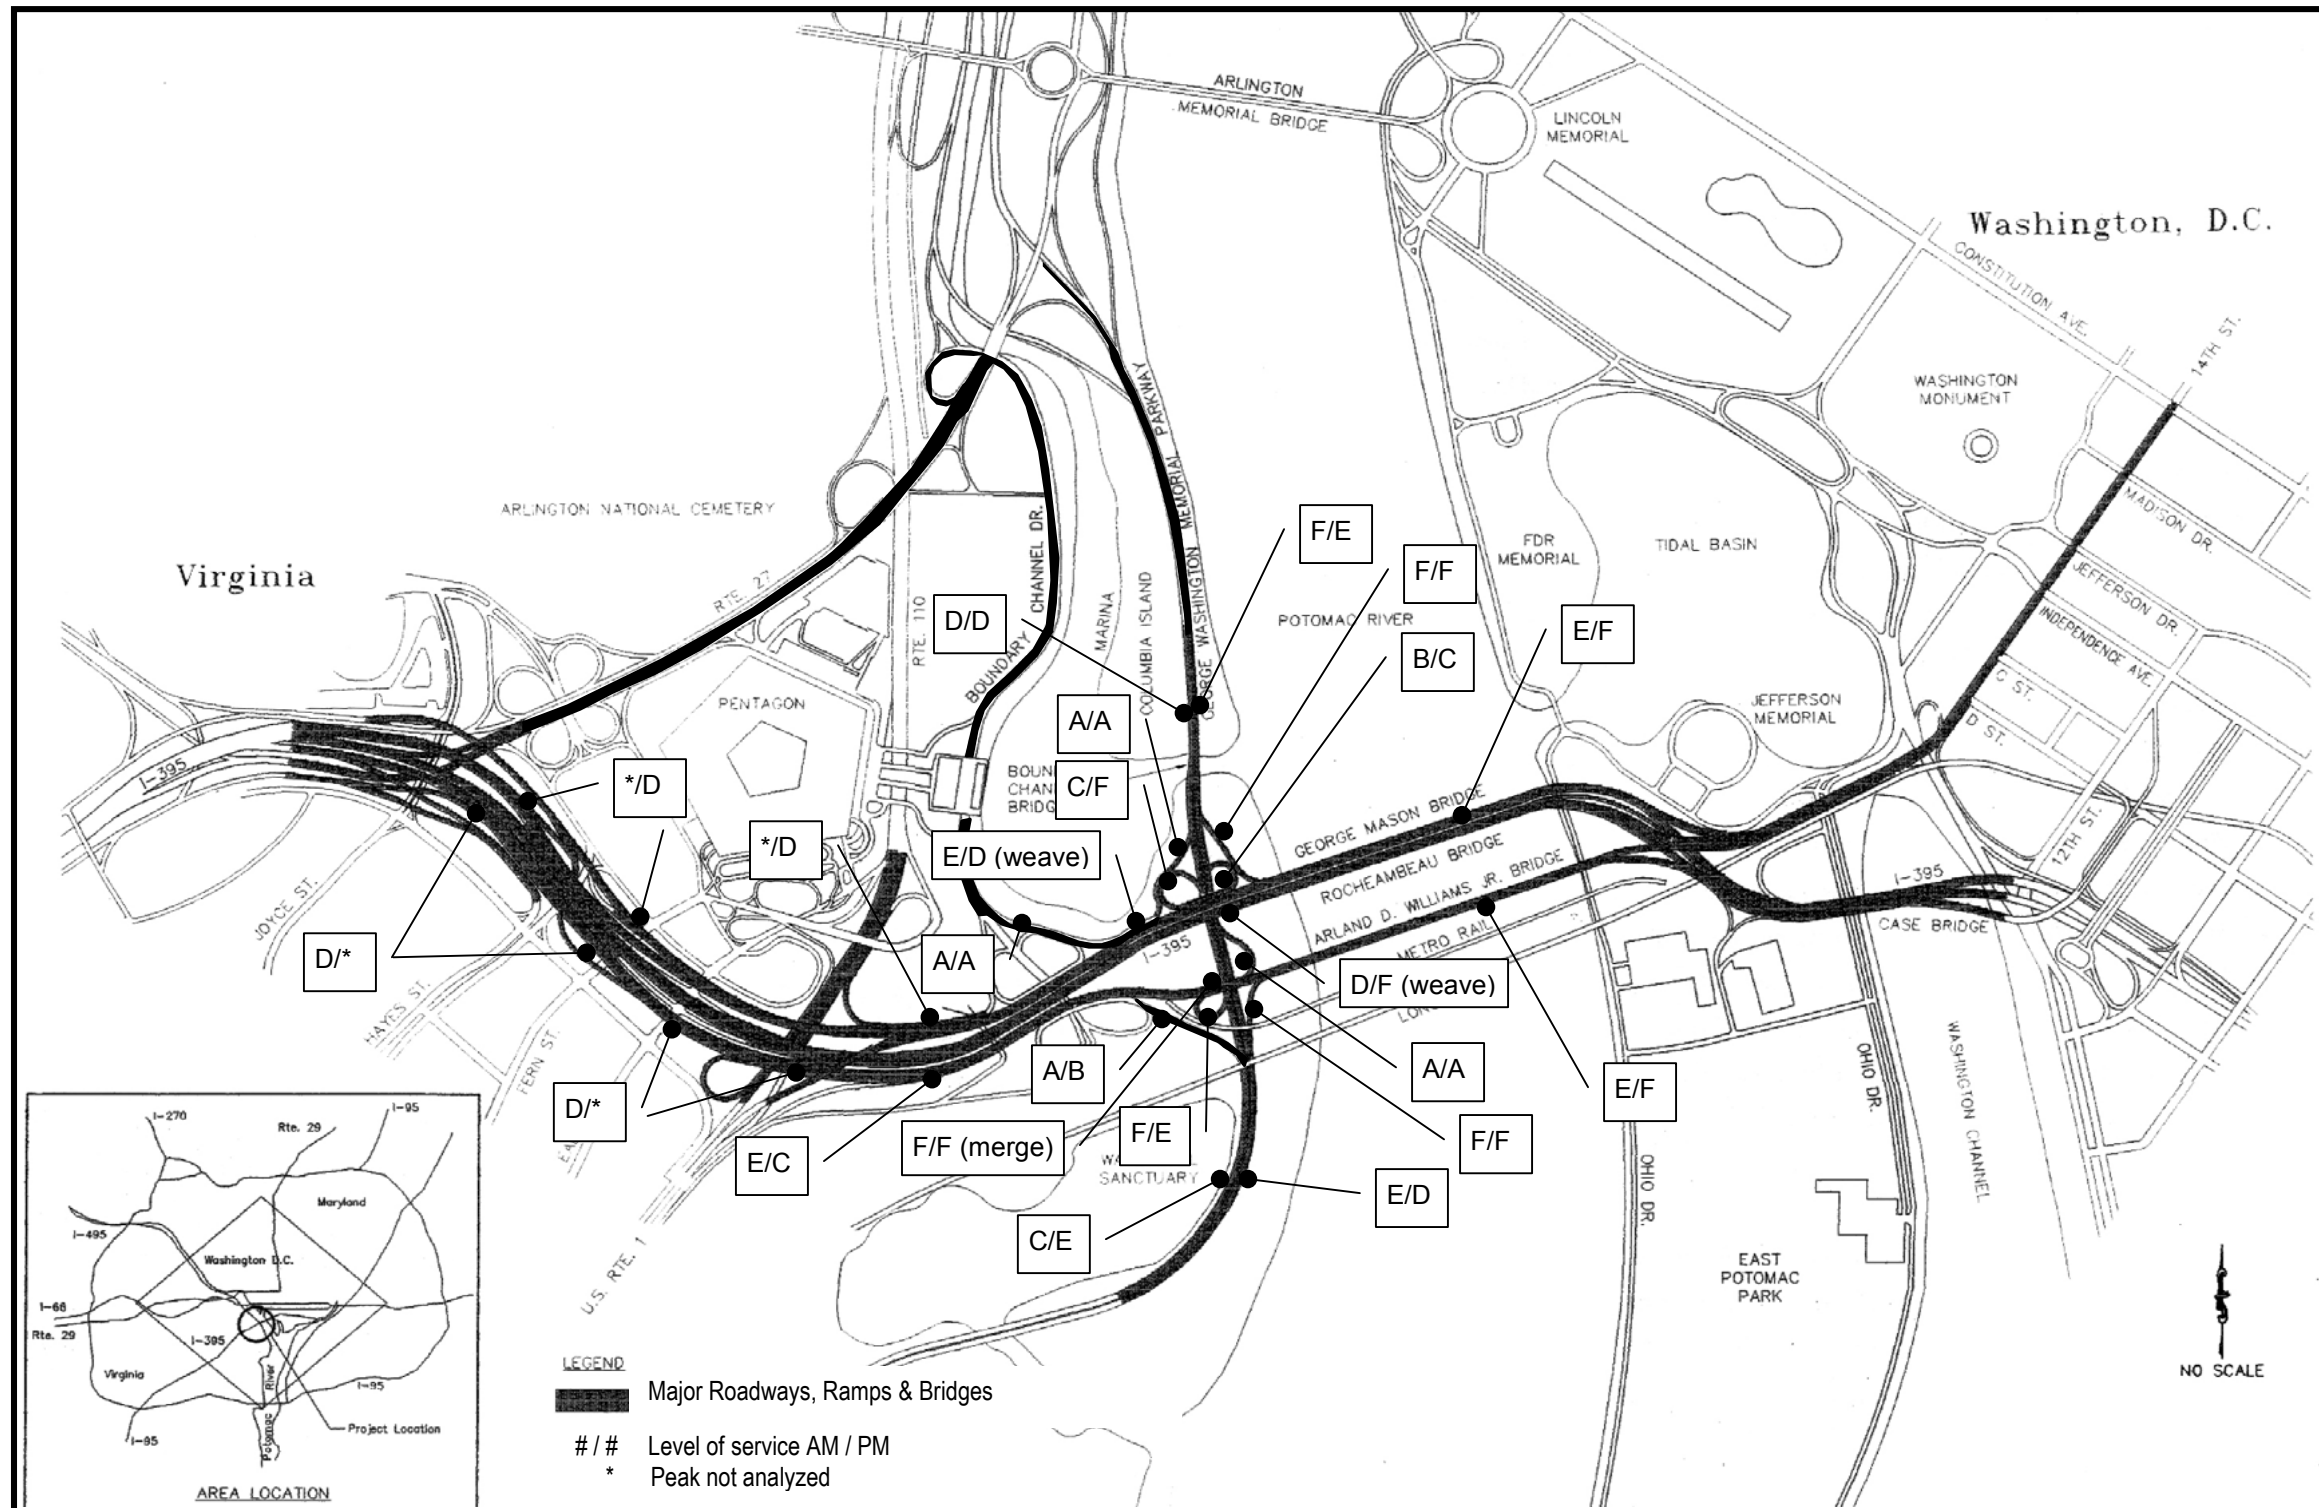 ARLINGTON
MEMORIAL BRIDGE
LINCOLN
MEMORIAL
Washington, D.C.
CONSTITUTION AVE.
14TH ST.
WASHINGTON
MONUMENT
MADISON DR.
JEFFERSON DR.
INDEPENDENCE AVE.
C ST.
D ST.
12TH ST.
GEORGE WASHINGTON MEMORIAL PARKWAY
ARLINGTON NATIONAL CEMETERY
Virginia
RTE. 27
RTE. 110
BOUNDARY CHANNEL DR.
MARINA
COLUMBIA ISLAND
POTOMAC RIVER
FDR
MEMORIAL
TIDAL BASIN
JEFFERSON
MEMORIAL
PENTAGON
F/E
F/F
D/D
E/F
B/C
A/A
C/F
*/D
*/D
E/D (weave)
A/A
D/*
D/*
E/C
A/B
F/F (merge)
F/E
C/E
E/D
F/F
A/A
D/F (weave)
E/F
I-395
I-395
I-395
GEORGE MASON BRIDGE
ROCHEAMBEAU BRIDGE
ARLAND D. WILLIAMS JR. BRIDGE
METRO RAIL
CASE BRIDGE
JOYCE ST.
HAYES ST.
FERN ST.
U.S. RTE. 1
SANCTUARY
OHIO DR.
OHIO DR.
WASHINGTON CHANNEL
EAST
POTOMAC
PARK
NO SCALE
I-270
I-95
Rte. 29
Maryland
I-495
Washington D.C.
I-66
Rte. 29
I-395
Virginia
Potomac River
I-95
I-95
Project Location
AREA LOCATION
LEGEND
Major Roadways, Ramps & Bridges
# / # Level of service AM / PM
* Peak not analyzed